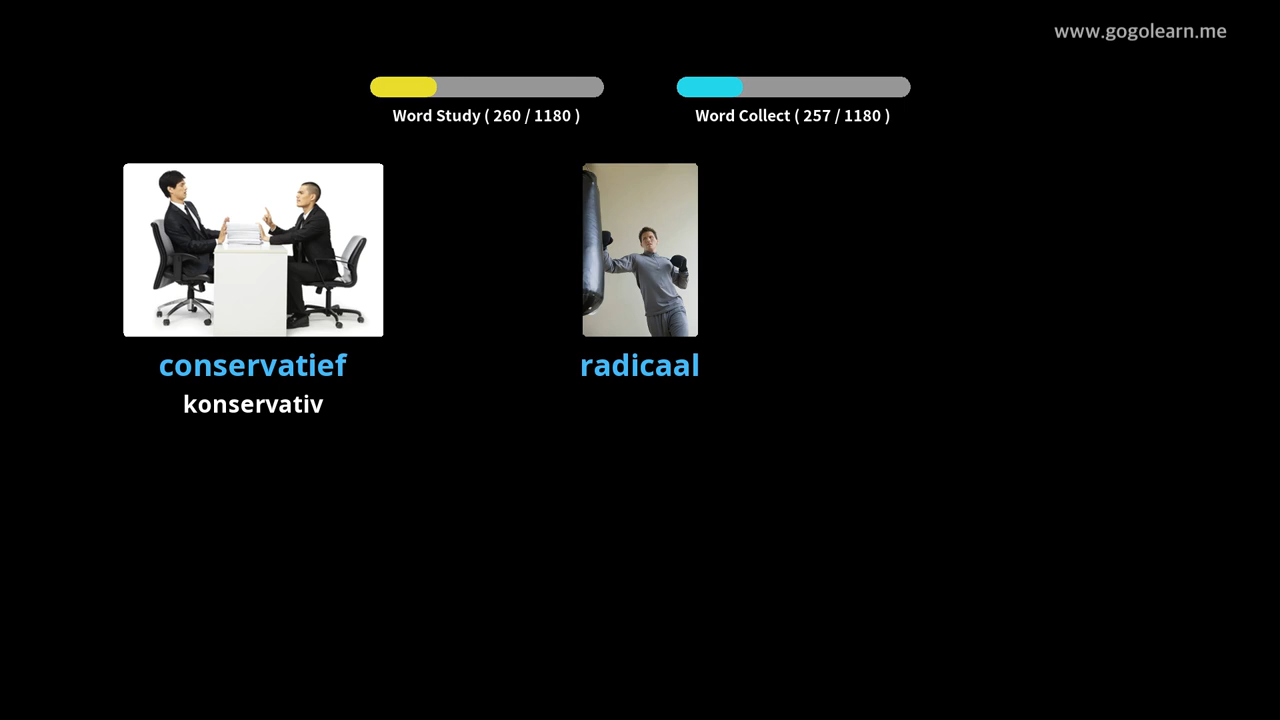 www.gogolearn.me
Word Study ( 260 / 1180 )
Word Collect ( 257 / 1180 )
conservatief
radicaal
konservativ